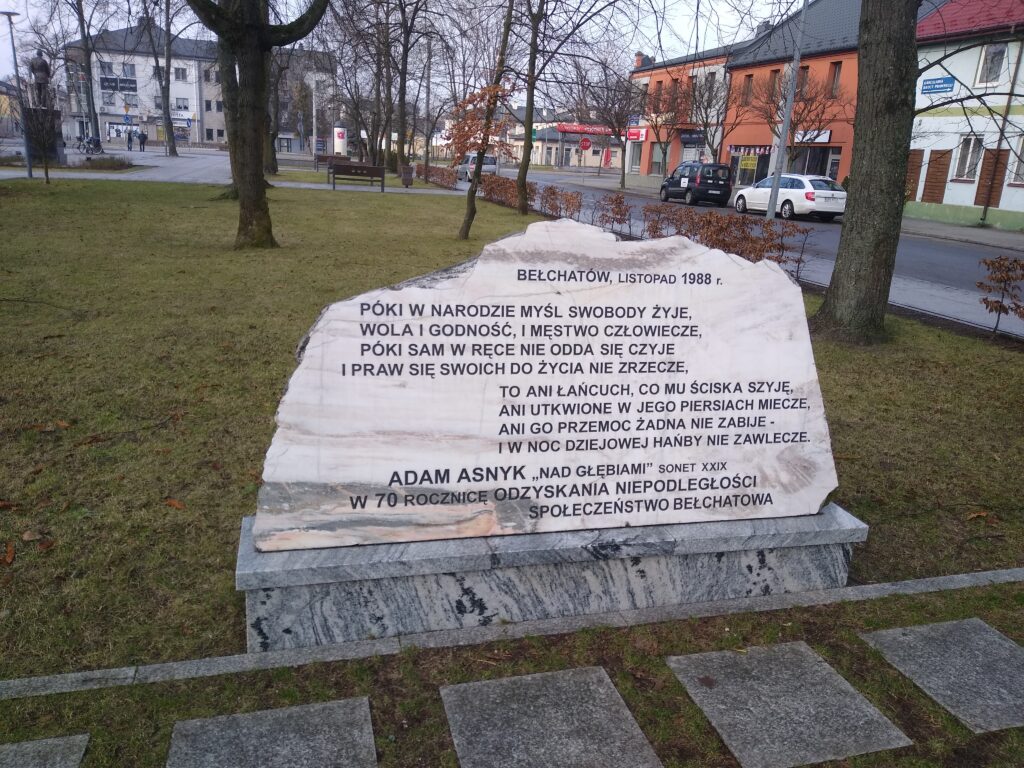 BEŁCHATÓW, LISTOPAD 1988 r.
PÓKI W NARODZIE MYŚL SWOBODY ŻYJE,
WOLA I GODNOŚĆ, I MĘSTWO CZŁOWIECZE,
PÓKI SAM W RĘCE NIE ODDA SIĘ CZYJE
I PRAW SIĘ SWOICH DO ŻYCIA NIE ZRZECZE,
TO ANI ŁAŃCUCH, CO MU ŚCISKA SZYJĘ,
ANI UTKWIONE W JEGO PIERSIACH MIECZE,
ANI GO PRZEMOC ŻADNA NIE ZABIJE -
I W NOC DZIEJOWEJ HAŃBY NIE ZAWLECZE.
ADAM ASNYK „NAD GŁĘBIAMI" SONET XXIX
W 70 ROCZNICĘ ODZYSKANIA NIEPODLEGŁOŚCI
SPOŁECZEŃSTWO BEŁCHATOWA